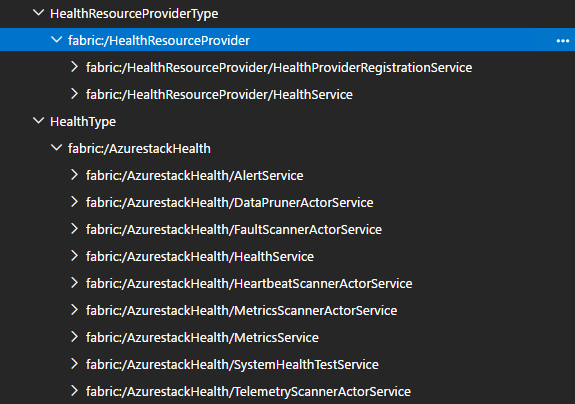 HealthResourceProviderType
fabric:/HealthResourceProvider
fabric:/HealthResourceProvider/HealthProviderRegistrationService
fabric:/HealthResourceProvider/HealthService
HealthType
fabric:/AzurestackHealth
fabric:/AzurestackHealth/AlertService
fabric:/AzurestackHealth/DataPrunerActorService
fabric:/AzurestackHealth/FaultScannerActorService
fabric:/AzurestackHealth/HealthService
fabric:/AzurestackHealth/HeartbeatScannerActorService
fabric:/AzurestackHealth/MetricsScannerActorService
fabric:/AzurestackHealth/MetricsService
fabric:/AzurestackHealth/SystemHealthTestService
fabric:/AzurestackHealth/TelemetryScannerActorService